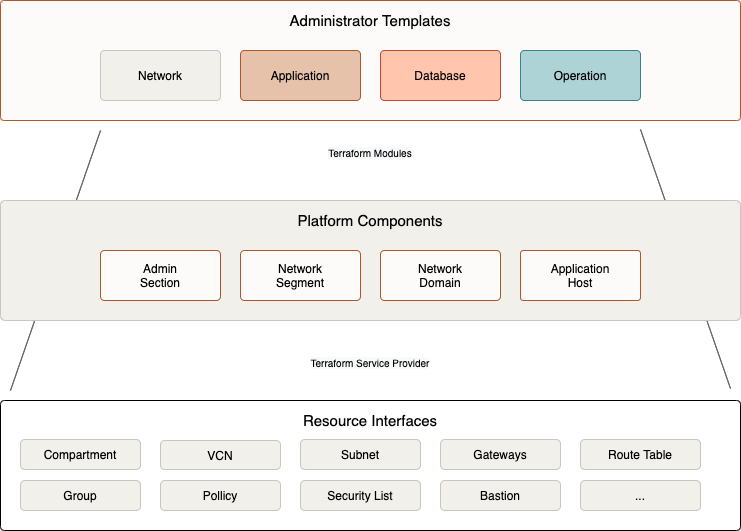 Administrator Templates
Network
Application
Database
Operation
Terraform Modules
Platform Components
Admin
Section
Network
Segment
Network
Domain
Application
Host
Terraform Service Provider
Resource Interfaces
Compartment
VCN
Subnet
Gateways
Route Table
Group
Pollicy
Security List
Bastion
...